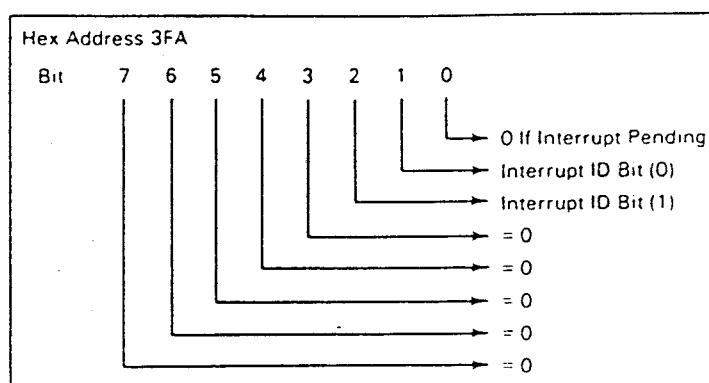 Hex Address 3FA
Bit 7 6 5 4 3 2 1 0
0 If Interrupt Pending
Interrupt ID Bit (0)
Interrupt ID Bit (1)
= 0
= 0
= 0
= 0
= 0